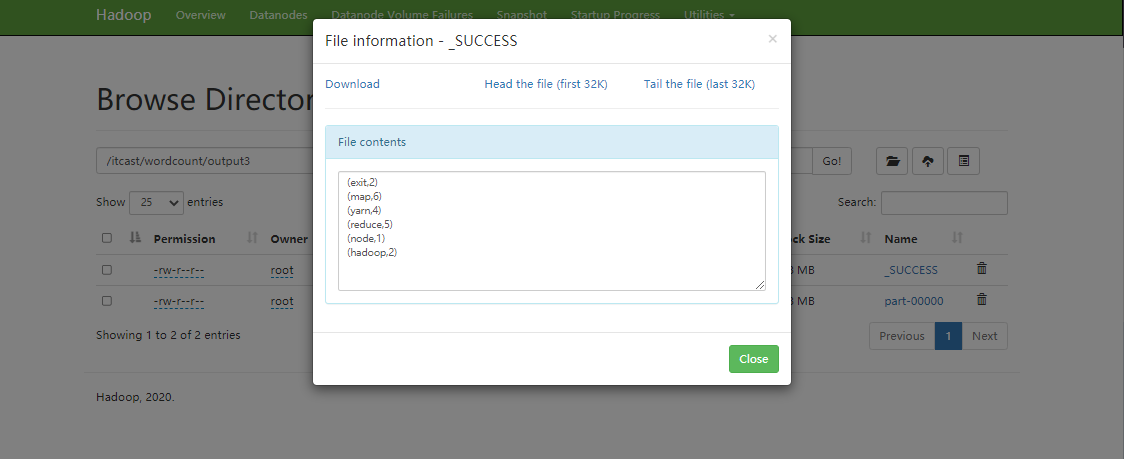 Hadoop Overview Datanodes Datanode Volume Failures Snapshot Startup Progress Utilities
File information - _SUCCESS ×
Download Head the file (first 32K) Tail the file (last 32K)
Browse Director
File contents
/itcast/wordcount/output3 Go!
(exit,2)
(map,6)
(yarn,4)
(reduce,5)
(node,1)
(hadoop,2)
Show 25 entries Search:
Permission Owner ck Size Name
-rw-r--r-- root 3 MB _SUCCESS
-rw-r--r-- root 3 MB part-00000
Showing 1 to 2 of 2 entries Previous 1 Next
Close
Hadoop, 2020.